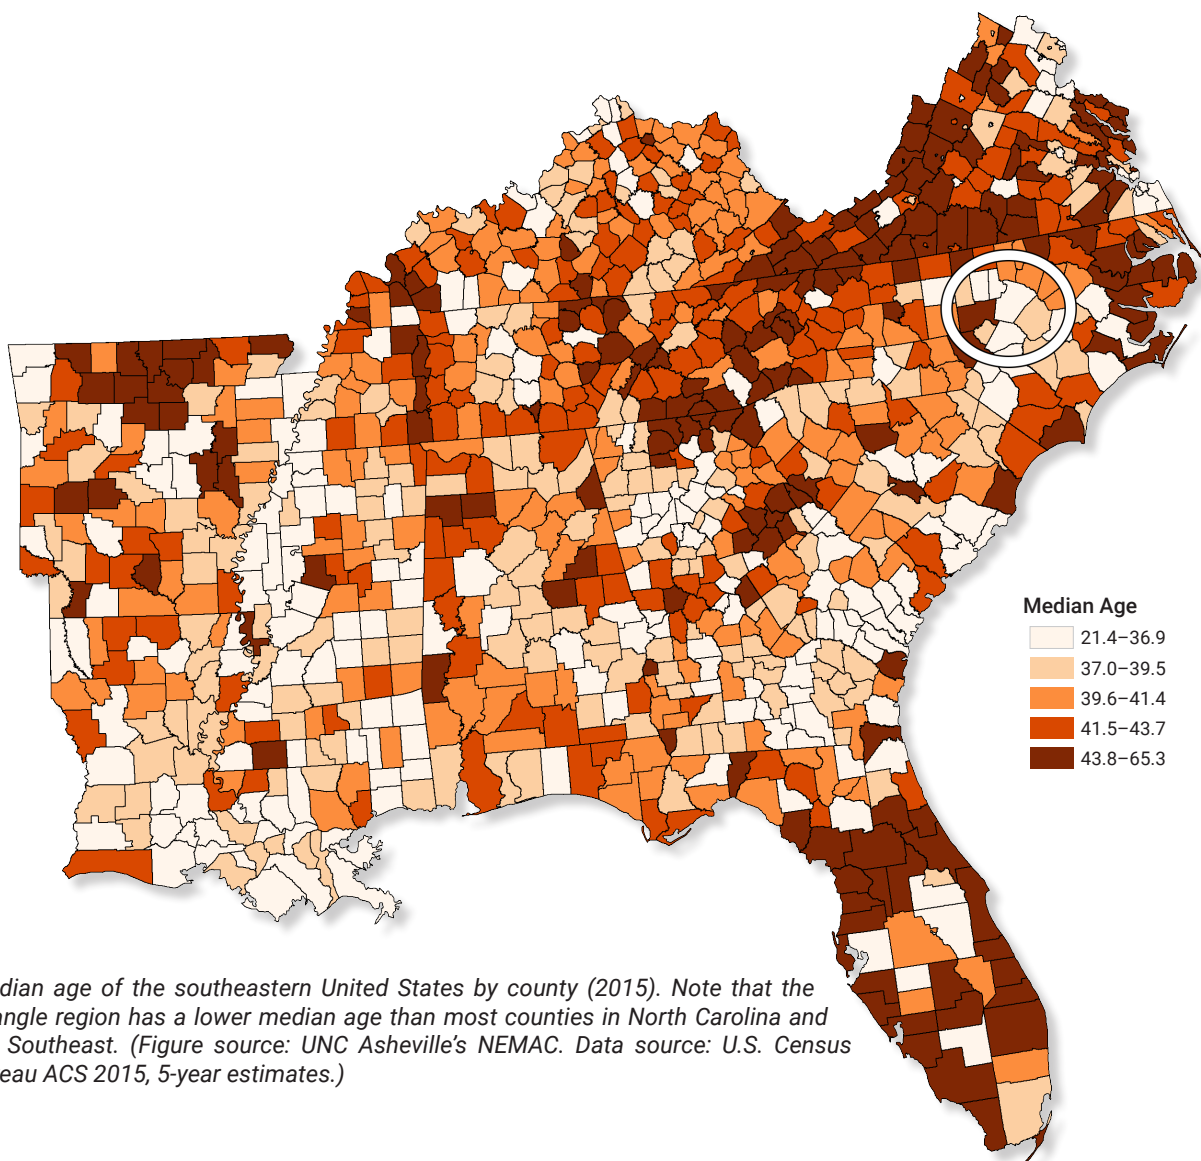 Median Age
21.4–36.9
37.0–39.5
39.6–41.4
41.5–43.7
43.8–65.3
dian age of the southeastern United States by county (2015). Note that the
angle region has a lower median age than most counties in North Carolina and
Southeast. (Figure source: UNC Asheville’s NEMAC. Data source: U.S. Census
eau ACS 2015, 5-year estimates.)